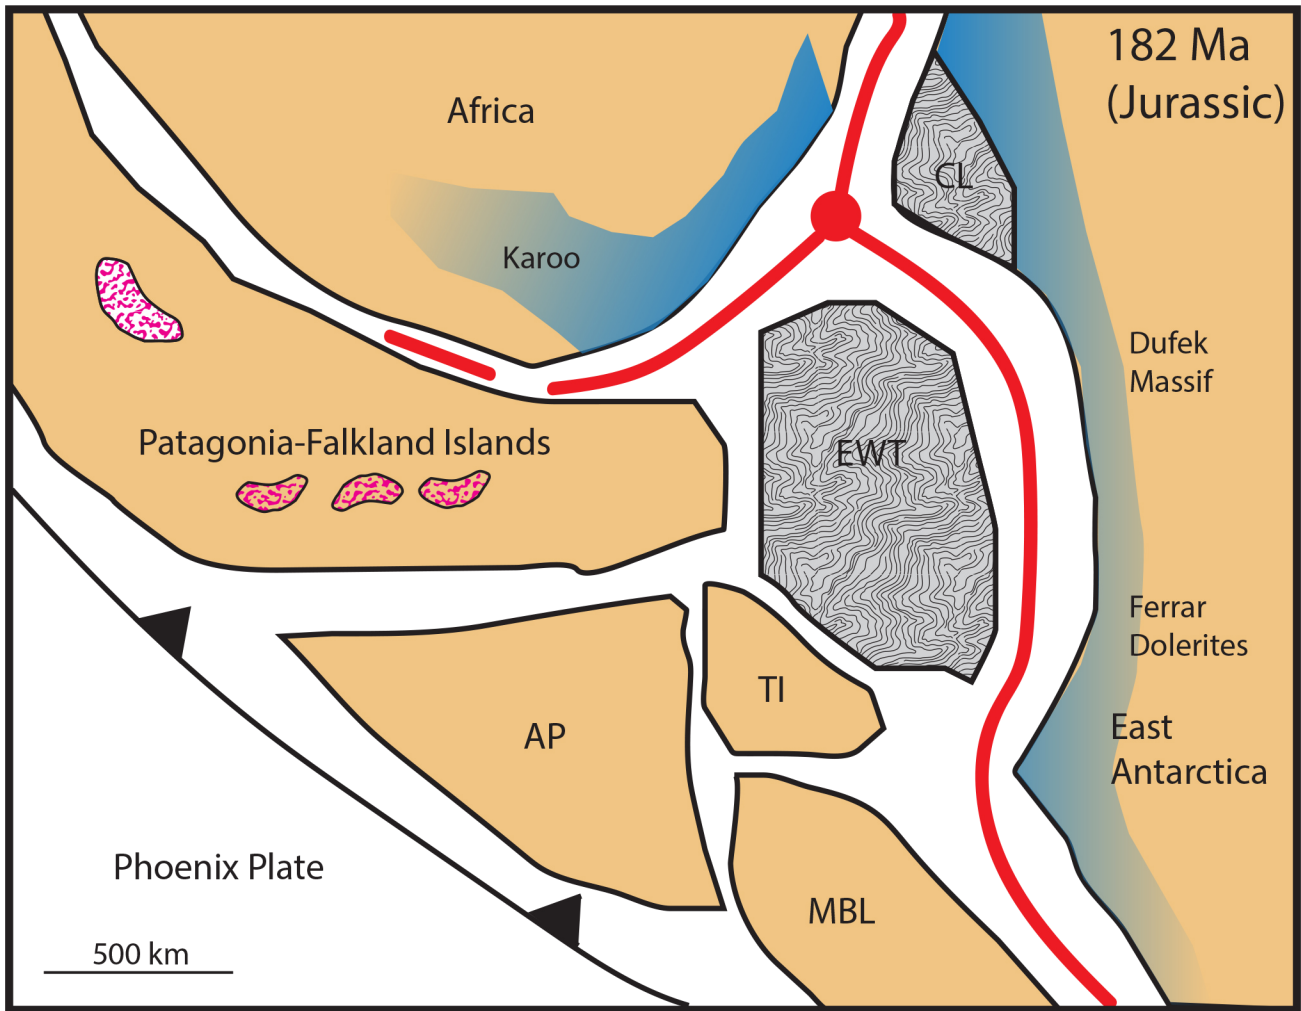 182 Ma
(Jurassic)
Africa
CL
Karoo
Dufek
Massif
Patagonia-Falkland Islands
EWT
Ferrar
Dolerites
TI
AP
East
Antarctica
Phoenix Plate
MBL
500 km